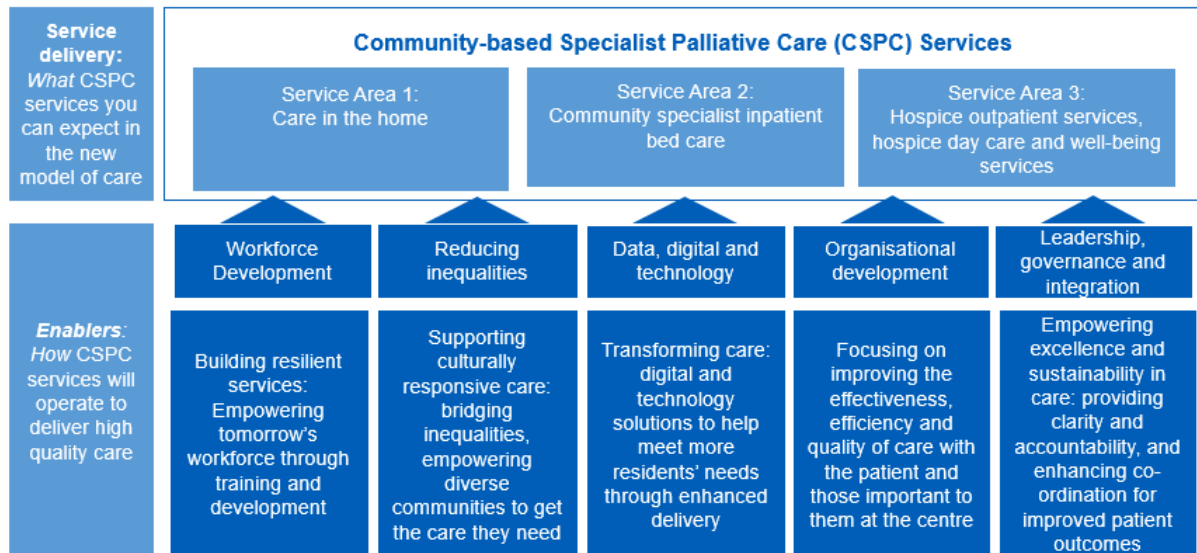 Service
delivery:
What CSPC
services you
can expect in
the new
model of care
Community-based Specialist Palliative Care (CSPC) Services
Service Area 1:
Care in the home
Service Area 2:
Community specialist inpatient
bed care
Service Area 3:
Hospice outpatient services,
hospice day care and well-being
services
Enablers:
How CSPC
services will
operate to
deliver high
quality care
Workforce
Development
Reducing
inequalities
Data, digital and
technology
Organisational
development
Leadership,
governance and
integration
Building resilient
services:
Empowering
tomorrow's
workforce through
training and
development
Supporting
culturally
responsive care:
bridging
inequalities,
empowering
diverse
communities to get
the care they need
Transforming care:
digital and
technology
solutions to help
meet more
residents' needs
through enhanced
delivery
Focusing on
improving the
effectiveness,
efficiency and
quality of care with
the patient and
those important to
them at the centre
Empowering
excellence and
sustainability in
care: providing
clarity and
accountability, and
enhancing co-
ordination for
improved patient
outcomes